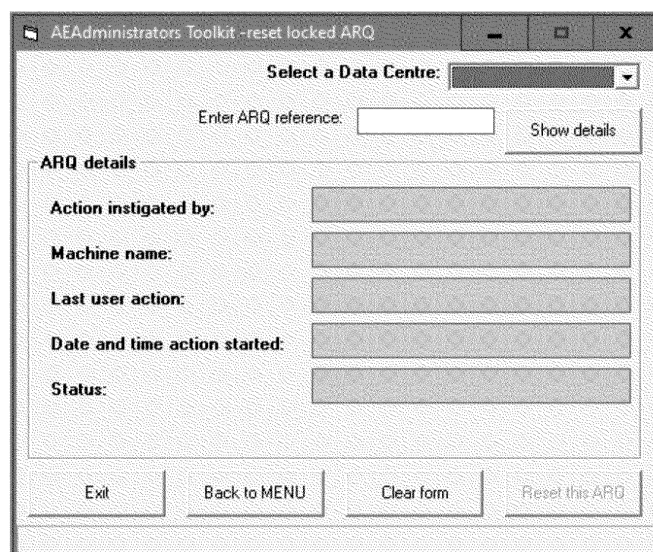 AEAdministrators Toolkit -reset locked ARQ
Select a Data Centre:
Enter ARQ reference:
Show details
ARQ details
Action instigated by:
Machine name:
Last user action:
Date and time action started:
Status:
Exit
Back to MENU
Clear form
Reset this ARQ